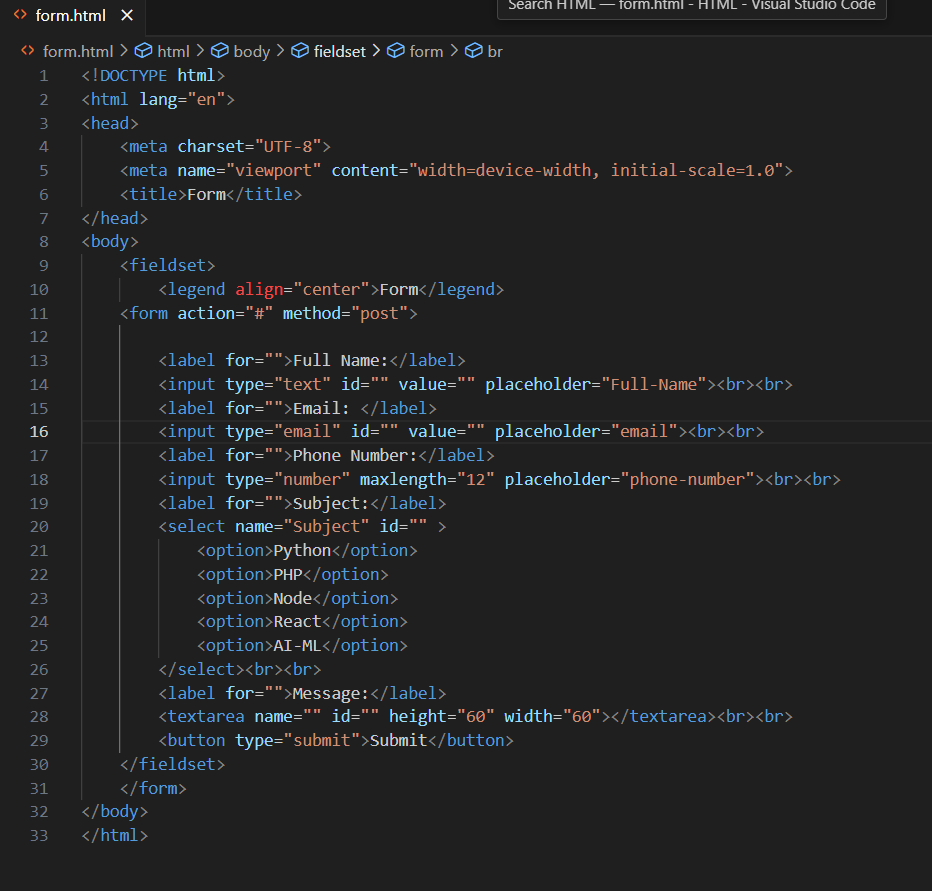 form.html
Search HTML — form.html - HTML - Visual Studio Code
form.html > html > body > fieldset > form > br
1 <!DOCTYPE html>
2 <html lang="en">
3 <head>
4     <meta charset="UTF-8">
5     <meta name="viewport" content="width=device-width, initial-scale=1.0">
6     <title>Form</title>
7 </head>
8 <body>
9     <fieldset>
10         <legend align="center">Form</legend>
11     <form action="#" method="post">
12
13         <label for="">Full Name:</label>
14         <input type="text" id="" value="" placeholder="Full-Name"><br><br>
15         <label for="">Email: </label>
16         <input type="email" id="" value="" placeholder="email"><br><br>
17         <label for="">Phone Number:</label>
18         <input type="number" maxlength="12" placeholder="phone-number"><br><br>
19         <label for="">Subject:</label>
20         <select name="Subject" id="" >
21             <option>Python</option>
22             <option>PHP</option>
23             <option>Node</option>
24             <option>React</option>
25             <option>AI-ML</option>
26         </select><br><br>
27         <label for="">Message:</label>
28         <textarea name="" id="" height="60" width="60"></textarea><br><br>
29         <button type="submit">Submit</button>
30     </fieldset>
31     </form>
32 </body>
33 </html>